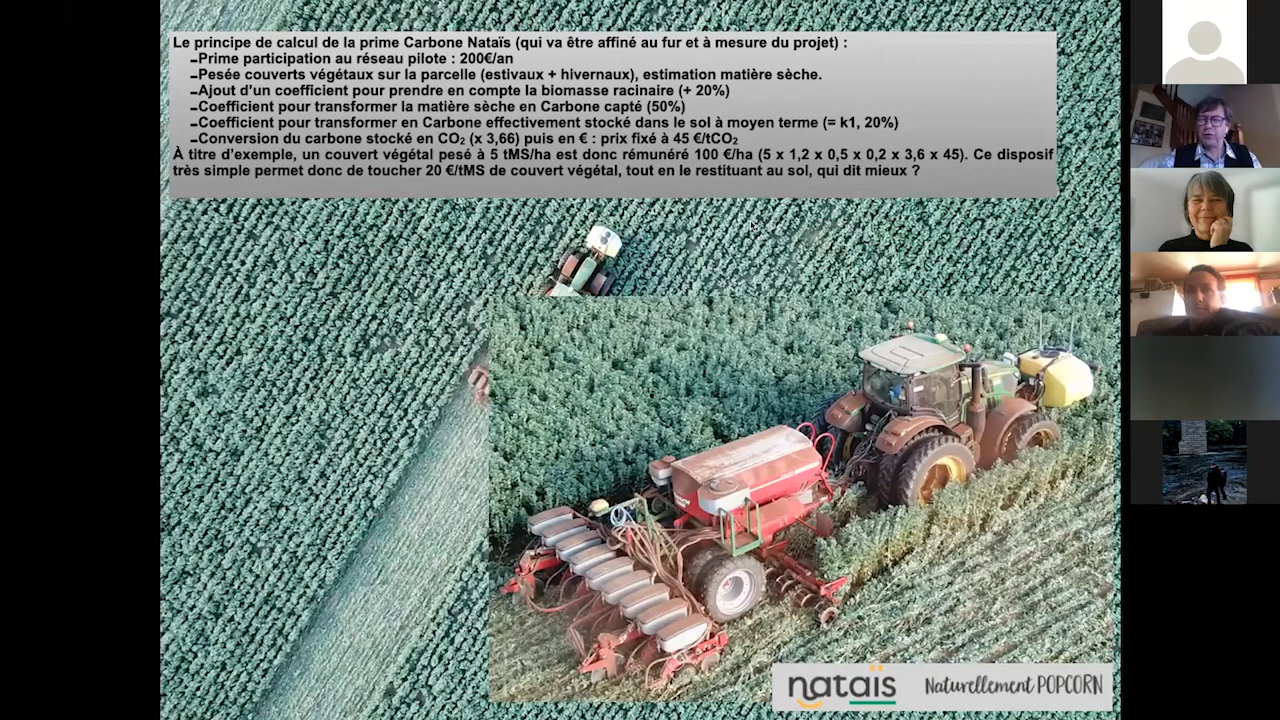 Le principe de calcul de la prime Carbone Nataïs (qui va être affiné au fur et à mesure du projet) :
-Prime participation au réseau pilote : 200€/an
-Pesée couverts végétaux sur la parcelle (estivaux + hivernaux), estimation matière sèche.
-Ajout d'un coefficient pour prendre en compte la biomasse racinaire (+ 20%)
-Coefficient pour transformer la matière sèche en Carbone capté (50%)
-Coefficient pour transformer en Carbone effectivement stocké dans le sol à moyen terme (= k1, 20%)
-Conversion du carbone stocké en CO₂ (x 3,66) puis en € : prix fixé à 45 €/tCO₂
À titre d'exemple, un couvert végétal pesé à 5 tMS/ha est donc rémunéré 100 €/ha (5 x 1,2 x 0,5 x 0,2 x 3,6 x 45). Ce disposif
très simple permet donc de toucher 20 €/tMS de couvert végétal, tout en le restituant au sol, qui dit mieux ?
nataïs Naturellement POPCORN